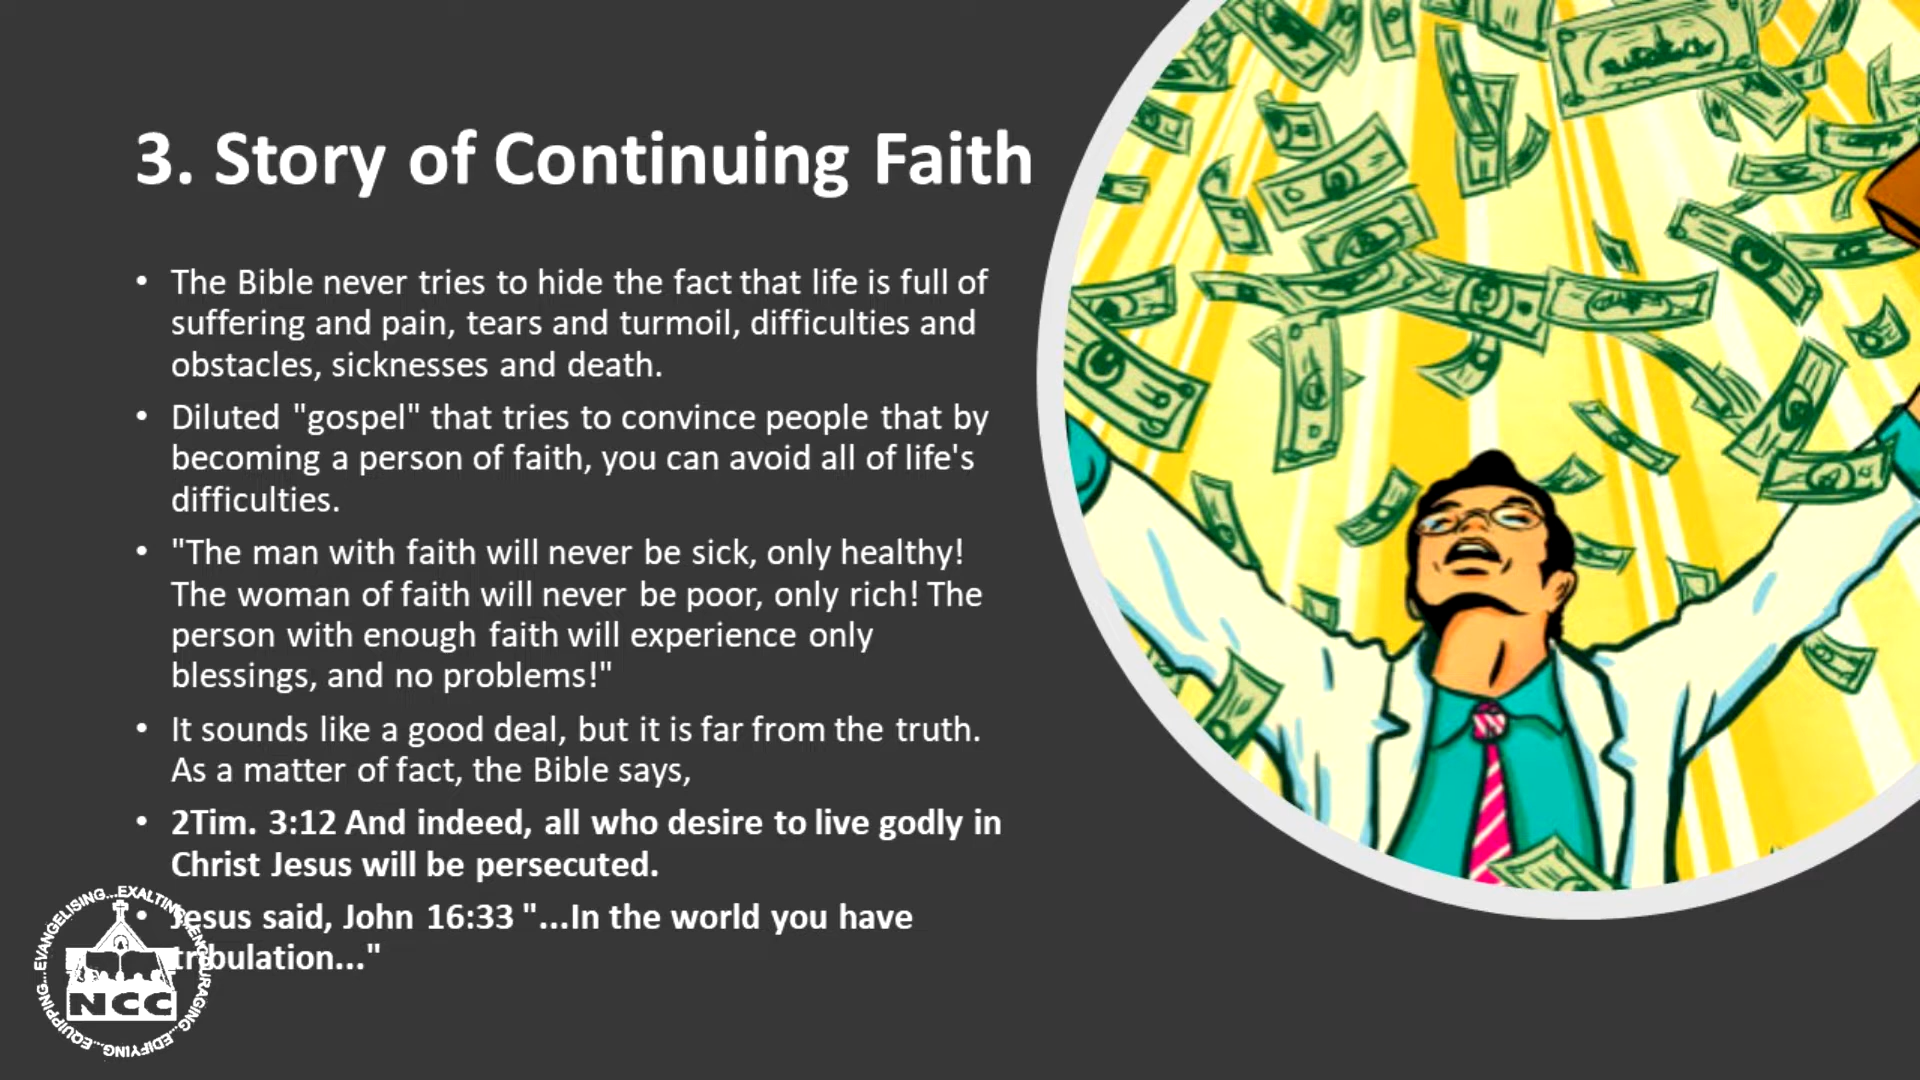 3. Story of Continuing Faith
• The Bible never tries to hide the fact that life is full of
suffering and pain, tears and turmoil, difficulties and
obstacles, sicknesses and death.
• Diluted "gospel" that tries to convince people that by
becoming a person of faith, you can avoid all of life's
difficulties.
• "The man with faith will never be sick, only healthy!
The woman of faith will never be poor, only rich! The
person with enough faith will experience only
blessings, and no problems!"
• It sounds like a good deal, but it is far from the truth.
As a matter of fact, the Bible says,
• 2Tim. 3:12 And indeed, all who desire to live godly in
Christ Jesus will be persecuted.
• Jesus said, John 16:33 "...In the world you have
tribulation..."
EQUIPPING...EVANGELISING...EXALTING...ENCOURAGING...EDIFYING...
NCC